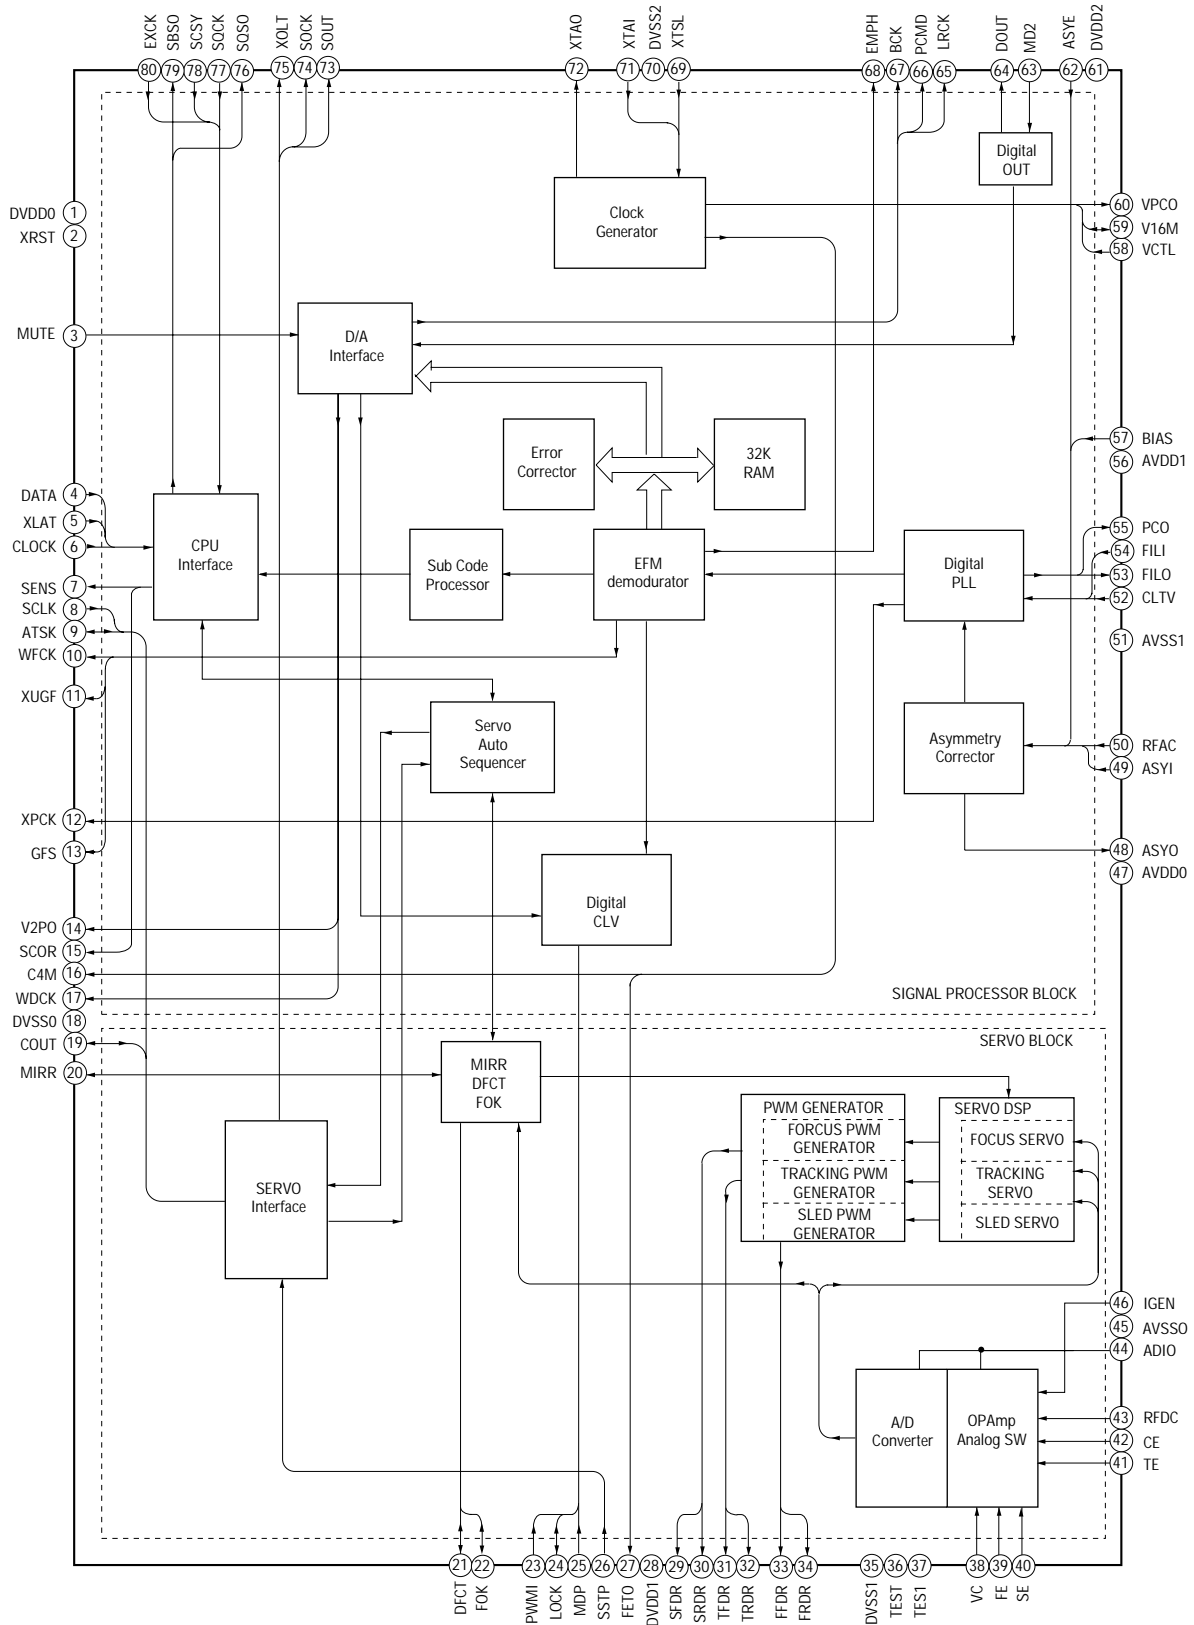 EXCK
SBSO
SCSY
SQCK
SQSO
XOLT
SOCK
SOUT
XTAO
XTAI
DVSS2
XTSL
EMPH
BCK
PCMD
LRCK
DOUT
MD2
ASYE
DVDD2
80 79 78 77 76 75 74 73 72 71 70 69 68 67 66 65 64 63 62 61
Digital
OUT
Clock
Generator
DVDD0 1
XRST 2
60 VPCO
59 V16M
58 VCTL
MUTE 3
D/A
Interface
Error
Corrector
32K
RAM
57 BIAS
56 AVDD1
DATA 4
XLAT 5
CLOCK 6
SENS 7
SCLK 8
ATSK 9
WFCK 10
XUGF 11
CPU
Interface
Sub Code
Processor
EFM
demodurator
Digital
PLL
55 PCO
54 FILI
53 FILO
52 CLTV
51 AVSS1
Servo
Auto
Sequencer
Asymmetry
Corrector
50 RFAC
49 ASYI
XPCK 12
GFS 13
48 ASYO
47 AVDD0
Digital
CLV
V2PO 14
SCOR 15
C4M 16
WDCK 17
DVSS0 18
COUT 19
MIRR 20
SIGNAL PROCESSOR BLOCK
SERVO BLOCK
MIRR
DFCT
FOK
PWM GENERATOR
FORCUS PWM
GENERATOR
TRACKING PWM
GENERATOR
SLED PWM
GENERATOR
SERVO DSP
FOCUS SERVO
TRACKING
SERVO
SLED SERVO
SERVO
Interface
46 IGEN
45 AVSSO
44 ADIO
A/D
Converter
OPAmp
Analog SW
43 RFDC
42 CE
41 TE
21 22 23 24 25 26 27 28 29 30 31 32 33 34 35 36 37 38 39 40
DFCT
FOK
PWMI
LOCK
MDP
SSTP
FETO
DVDD1
SFDR
SRDR
TFDR
TRDR
FFDR
FRDR
DVSS1
TEST
TES1
VC
FE
SE